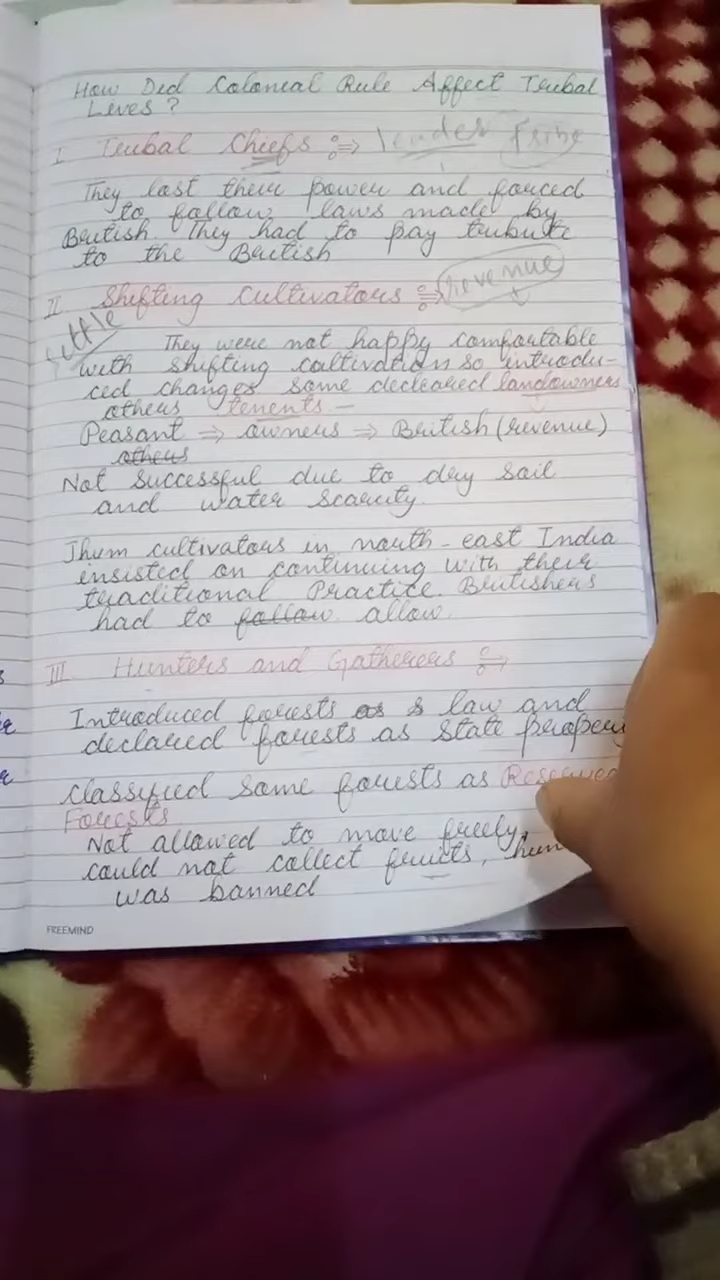 How Did Colonial Rule Affect Tribal
Lives?
I Tribal Chiefs ⇒ leader tribe
They lost their power and forced
to follow laws made by
British. They had to pay tribute
to the British
II Shifting Cultivators ⇒ revenue
settle
They were not happy comfortable
with shifting cultivation so introdu-
ced changes some decleared landowners
others tenents -
Peasant ⇒ owners ⇒ British (revenue)
others
Not successful due to dry soil
and water scarcity.
Jhum cultivators in north-east India
insisted on continuing with their
traditional Practice. Britishers
had to follow allow.
III Hunters and Gatherers ⇒
Introduced forests as s law and
declared forests as State
classified some forests as Reserved
Forests
Not allowed to move freely,
could not collect fruits,
was banned
FREEMIND